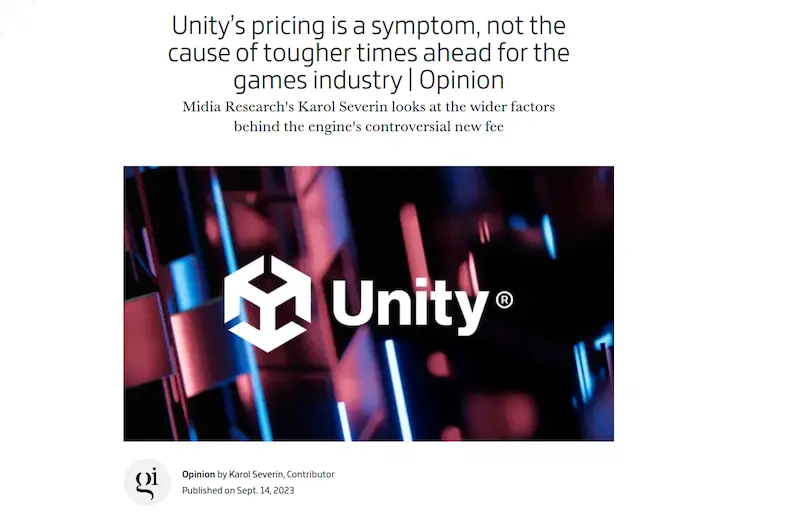 Unity’s pricing is a symptom, not the
cause of tougher times ahead for the
games industry | Opinion
Midia Research's Karol Severin looks at the wider factors
behind the engine's controversial new fee
Unity®
gi
Opinion by Karol Severin, Contributor
Published on Sept. 14, 2023